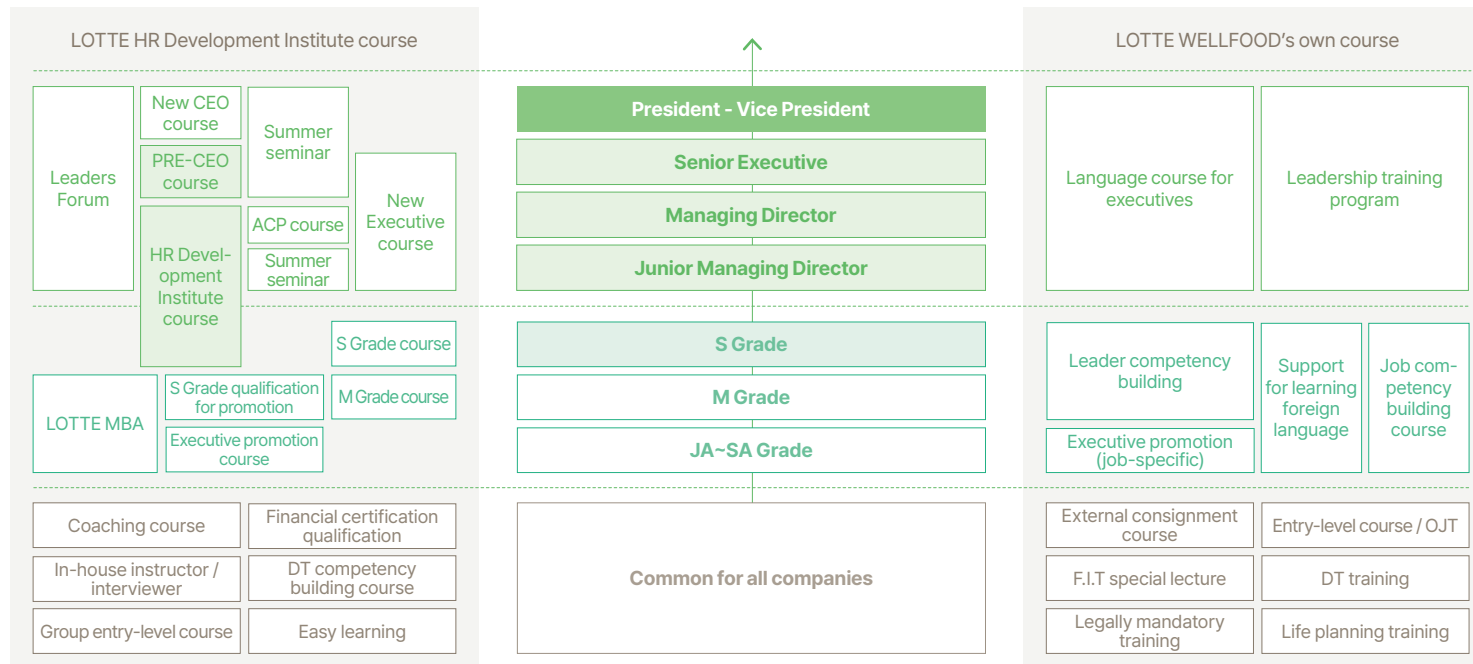 LOTTE HR Development Institute course
LOTTE WELLFOOD's own course
Leaders
Forum
New CEO
course
PRE-CEO
course
HR Devel-
opment
Institute
course
Summer
seminar
ACP course
Summer
seminar
New
Executive
course
President - Vice President
Senior Executive
Managing Director
Junior Managing Director
Language course for
executives
Leadership training
program
S Grade course
LOTTE MBA
S Grade qualification
for promotion
M Grade course
Executive promotion
course
S Grade
M Grade
JA~SA Grade
Leader competency
building
Executive promotion
(job-specific)
Support
for learning
foreign
language
Job com-
petency
building
course
Coaching course
Financial certification
qualification
In-house instructor /
interviewer
DT competency
building course
Group entry-level course
Easy learning
Common for all companies
External consignment
course
Entry-level course / OJT
F.I.T special lecture
DT training
Legally mandatory
training
Life planning training